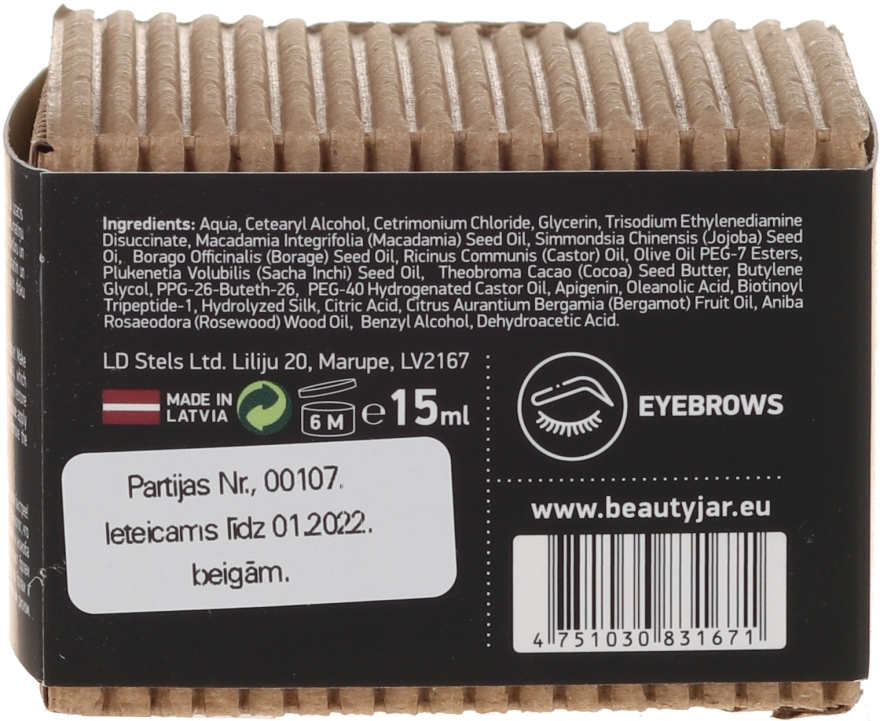 Ingredients: Aqua, Cetearyl Alcohol, Cetrimonium Chloride, Glycerin, Trisodium Ethylenediamine
Disuccinate, Macadamia Integrifolia (Macadamia) Seed Oil, Simmondsia Chinensis (Jojoba) Seed
Oi, Borago Officinalis (Borage) Seed Oil, Ricinus Communis (Castor) Oil, Olive Oil PEG-7 Esters,
Plukenetia Volubilis (Sacha Inchi) Seed Oil, Theobroma Cacao (Cocoa) Seed Butter, Butylene
Glycol, PPG-26-Buteth-26, PEG-40 Hydrogenated Castor Oil, Apigenin, Oleanolic Acid, Biotinoyl
Tripeptide-1, Hydrolyzed Silk, Citric Acid, Citrus Aurantium Bergamia (Bergamot) Fruit Oil, Aniba
Rosaeodora (Rosewood) Wood Oil, Benzyl Alcohol, Dehydroacetic Acid.
LD Stels Ltd. Liliju 20, Marupe, LV2167
MADE IN
LATVIA
6 M
e 15ml
EYEBROWS
Partijas Nr., 00107.
Ieteicams līdz 01.2022.
beigām.
www.beautyjar.eu
4 751030 831671